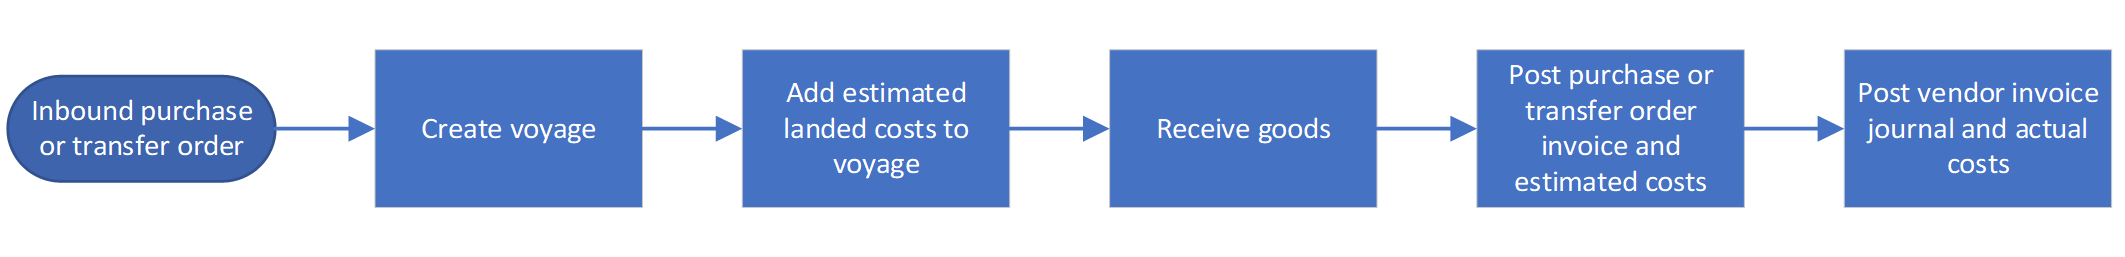 Inbound purchase
or transfer order
Create voyage
Add estimated
landed costs to
voyage
Receive goods
Post purchase or
transfer order
invoice and
estimated costs
Post vendor invoice
journal and actual
costs